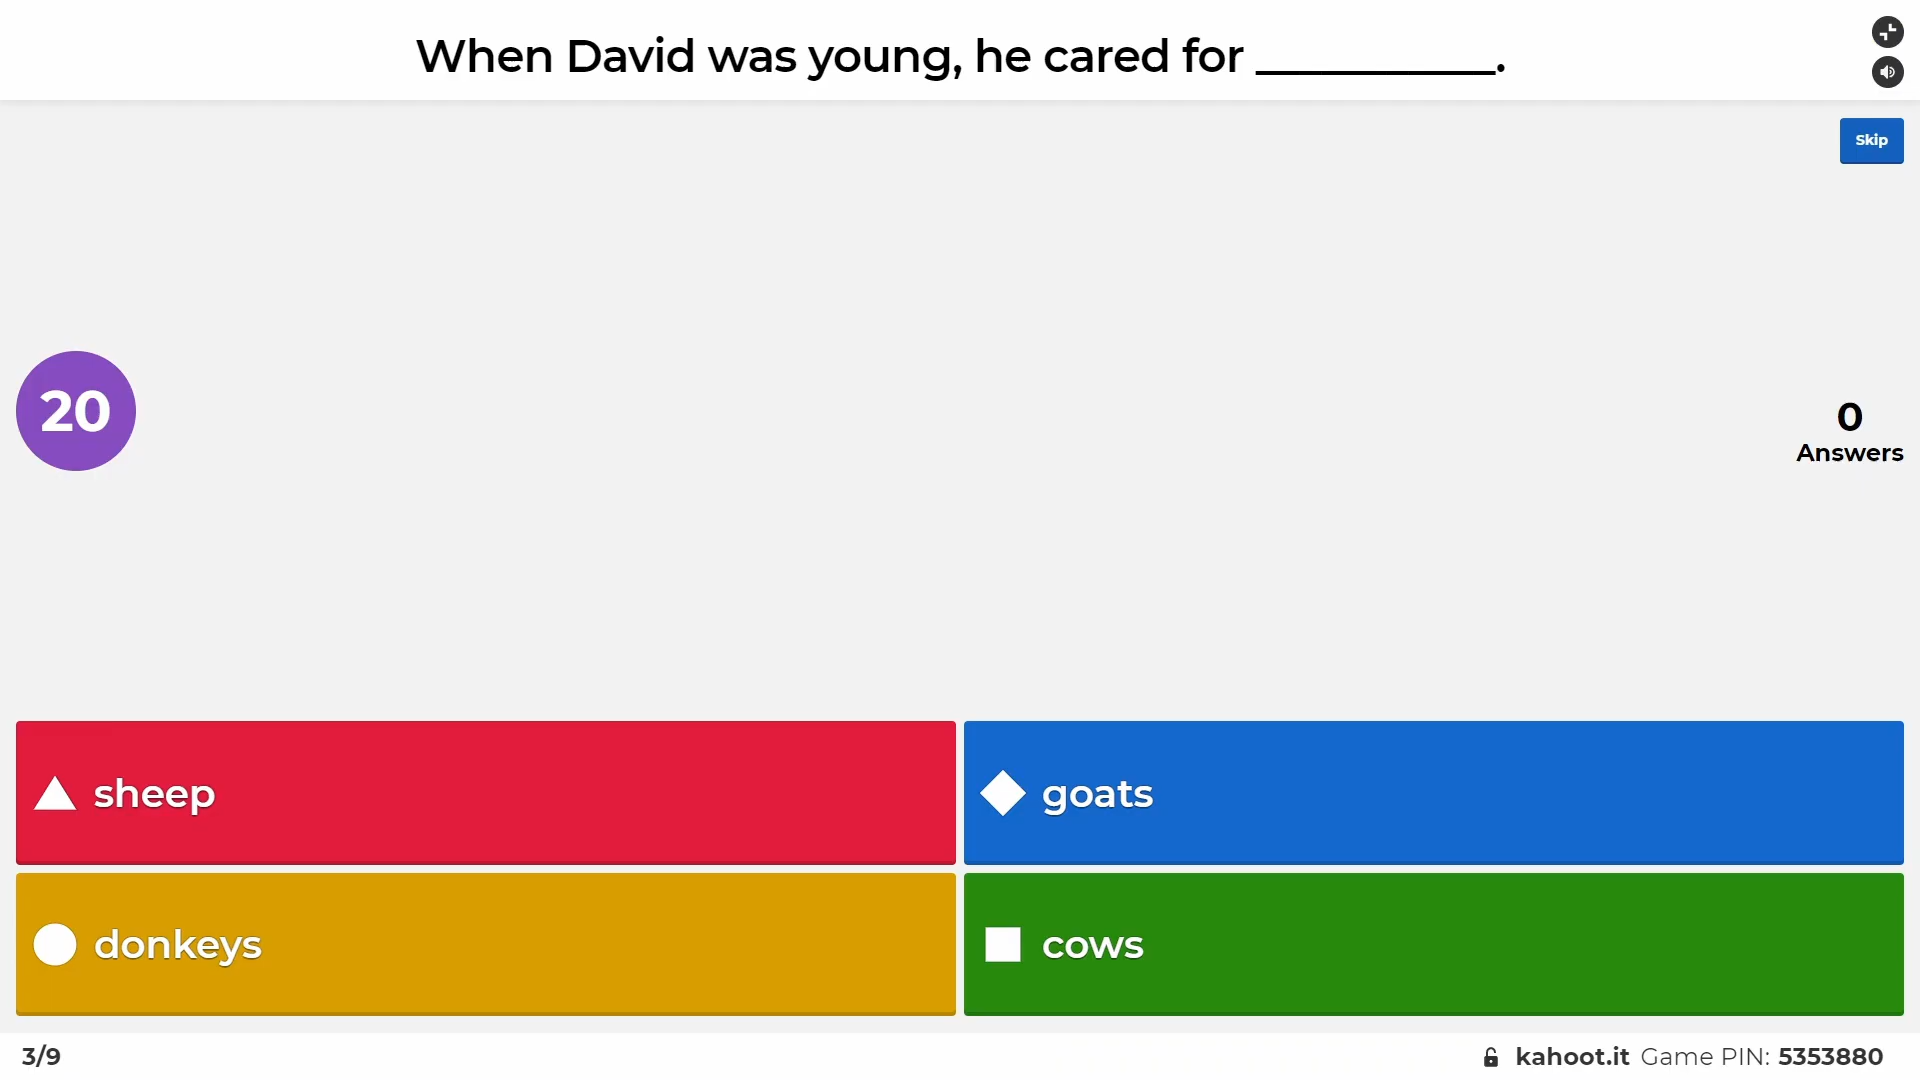 When David was young, he cared for __________.
Skip
20
0
Answers
sheep
goats
donkeys
cows
3/9
kahoot.it Game PIN: 5353880